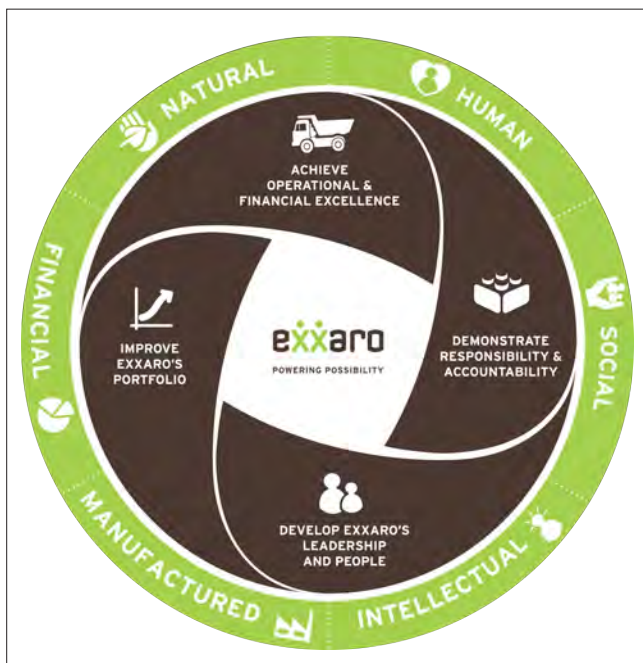 NATURAL
HUMAN
ACHIEVE
OPERATIONAL &
FINANCIAL EXCELLENCE
FINANCIAL
IMPROVE
EXXARO'S
PORTFOLIO
exxaro
POWERING POSSIBILITY
DEMONSTRATE
RESPONSIBILITY &
ACCOUNTABILITY
SOCIAL
DEVELOP EXXARO'S
LEADERSHIP
AND PEOPLE
MANUFACTURED
INTELLECTUAL